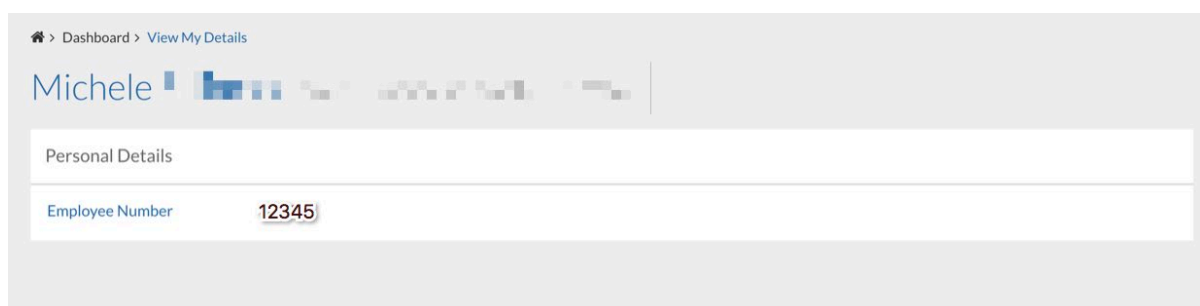 > Dashboard > View My Details
Michele
Personal Details
Employee Number 12345